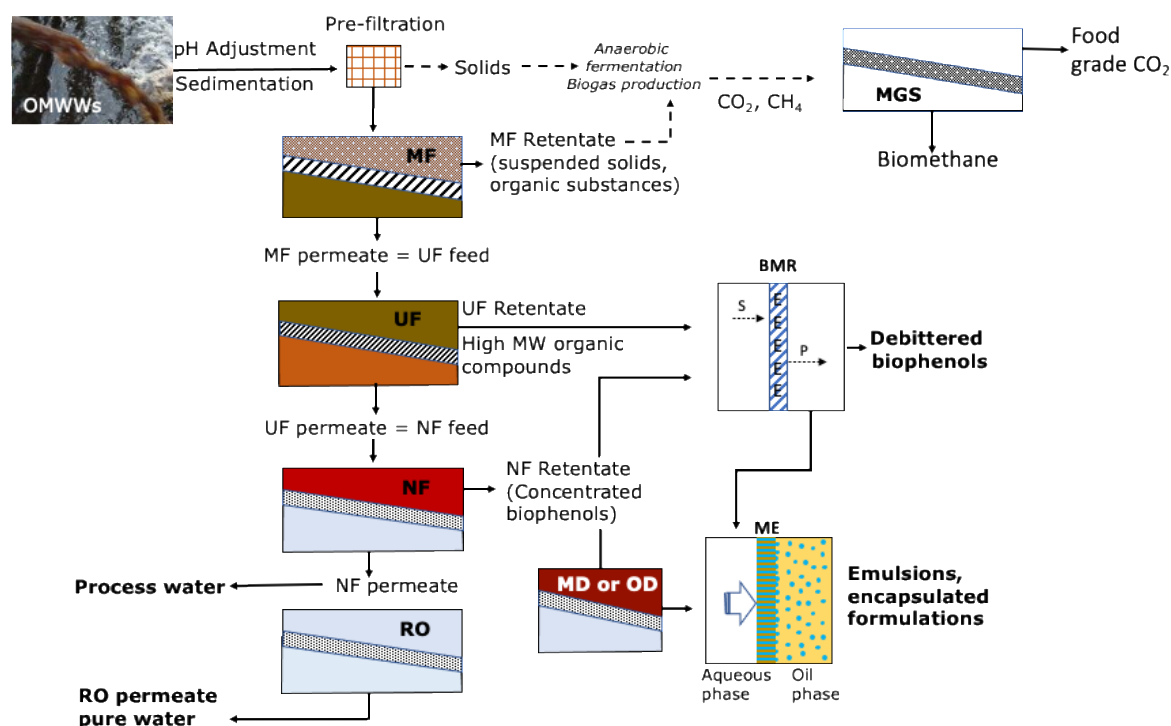 OMWWs
pH Adjustment
Sedimentation
Pre-filtration
Solids
Anaerobic
fermentation
Biogas production
CO₂, CH₄
MGS
Food
grade CO₂
Biomethane
MF
MF Retentate
(suspended solids,
organic substances)
MF permeate = UF feed
UF
UF Retentate
High MW organic
compounds
BMR
S
E
E
E
E
E
P
Debittered
biophenols
UF permeate = NF feed
NF
NF Retentate
(Concentrated
biophenols)
Process water
NF permeate
RO
RO permeate
pure water
MD or OD
ME
Aqueous
phase
Oil
phase
Emulsions,
encapsulated
formulations